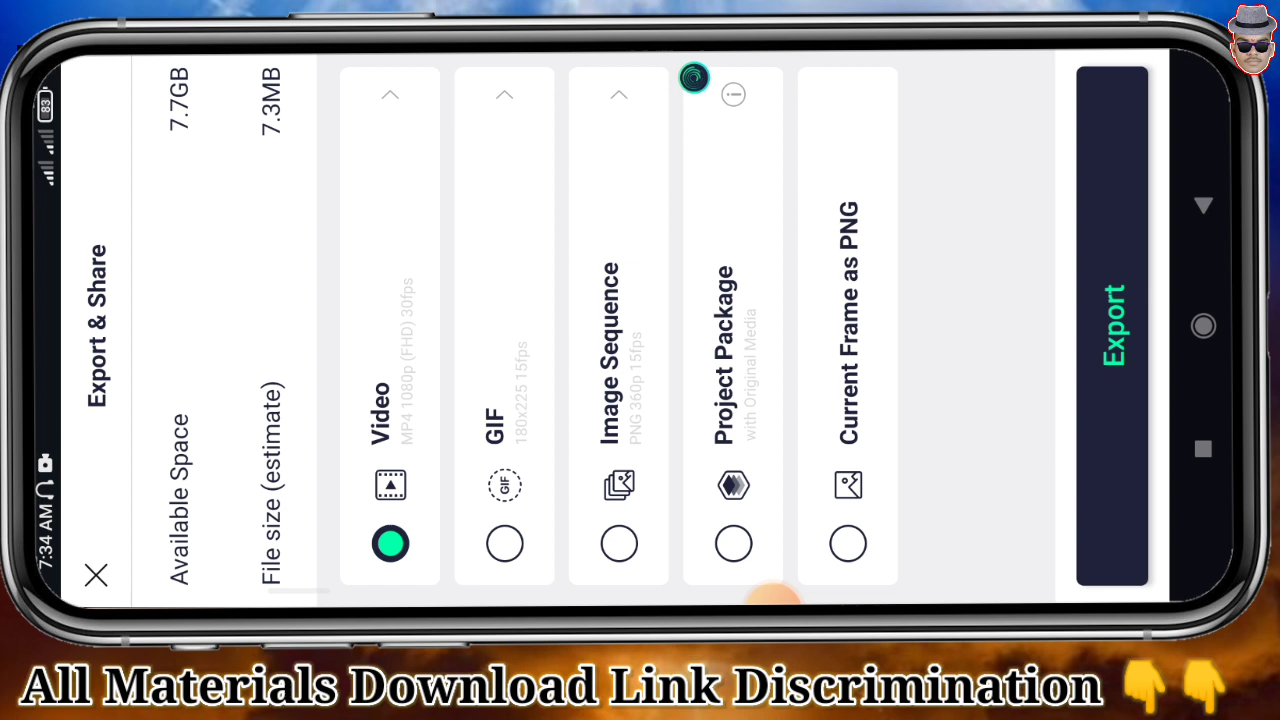 7:34 AM
83
Export & Share
Available Space 7.7GB
File size (estimate) 7.3MB
Video
MP4 1080p (FHD) 30fps
GIF
GIF
180x225 15fps
Image Sequence
PNG 360p 15fps
Project Package
with Original Media
Current Frame as PNG
Export
All Materials Download Link Discrimination 👇👇